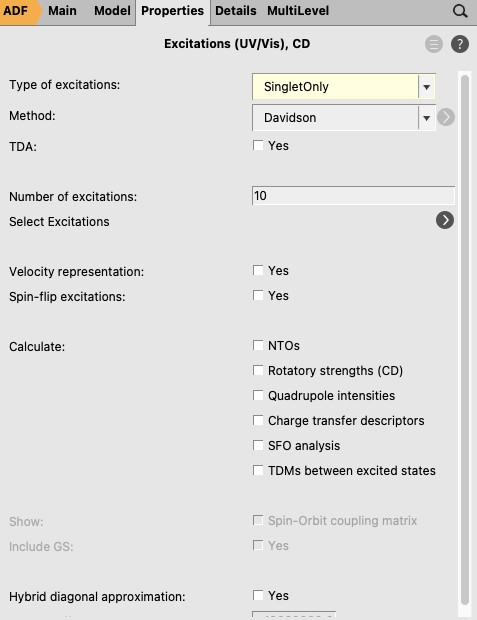 ADF Main Model Properties Details MultiLevel
Excitations (UV/Vis), CD
?
Type of excitations: SingletOnly
Method: Davidson
TDA: Yes
Number of excitations: 10
Select Excitations
Velocity representation: Yes
Spin-flip excitations: Yes
Calculate: NTOs
Rotatory strengths (CD)
Quadrupole intensities
Charge transfer descriptors
SFO analysis
TDMs between excited states
Show: Spin-Orbit coupling matrix
Include GS: Yes
Hybrid diagonal approximation: Yes